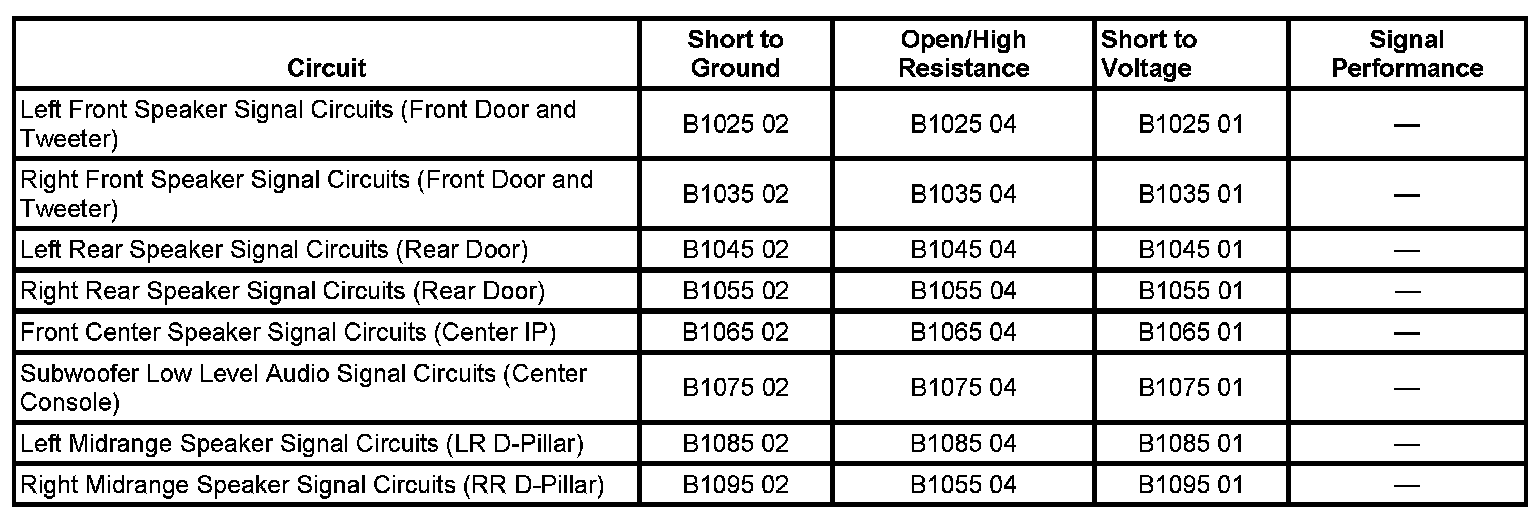 Circuit
Short to Ground
Open/High Resistance
Short to Voltage
Signal Performance
Left Front Speaker Signal Circuits (Front Door and
Tweeter)
B1025 02
B1025 04
B1025 01
—
Right Front Speaker Signal Circuits (Front Door and
Tweeter)
B1035 02
B1035 04
B1035 01
—
Left Rear Speaker Signal Circuits (Rear Door)
B1045 02
B1045 04
B1045 01
—
Right Rear Speaker Signal Circuits (Rear Door)
B1055 02
B1055 04
B1055 01
—
Front Center Speaker Signal Circuits (Center IP)
B1065 02
B1065 04
B1065 01
—
Subwoofer Low Level Audio Signal Circuits (Center
Console)
B1075 02
B1075 04
B1075 01
—
Left Midrange Speaker Signal Circuits (LR D-Pillar)
B1085 02
B1085 04
B1085 01
—
Right Midrange Speaker Signal Circuits (RR D-Pillar)
B1095 02
B1055 04
B1095 01
—